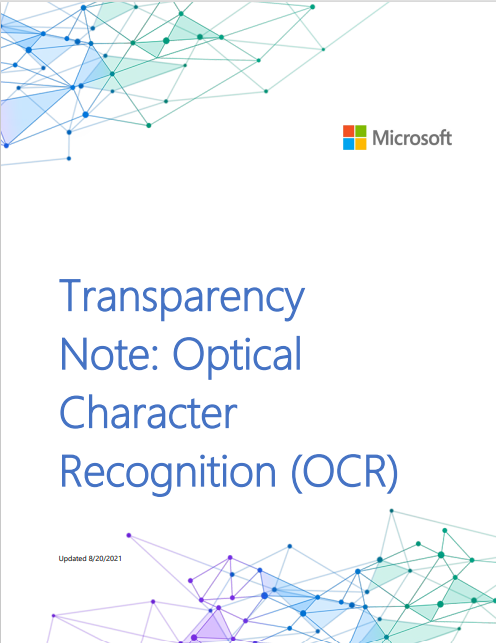 Microsoft
Transparency
Note: Optical
Character
Recognition (OCR)
Updated 8/20/2021